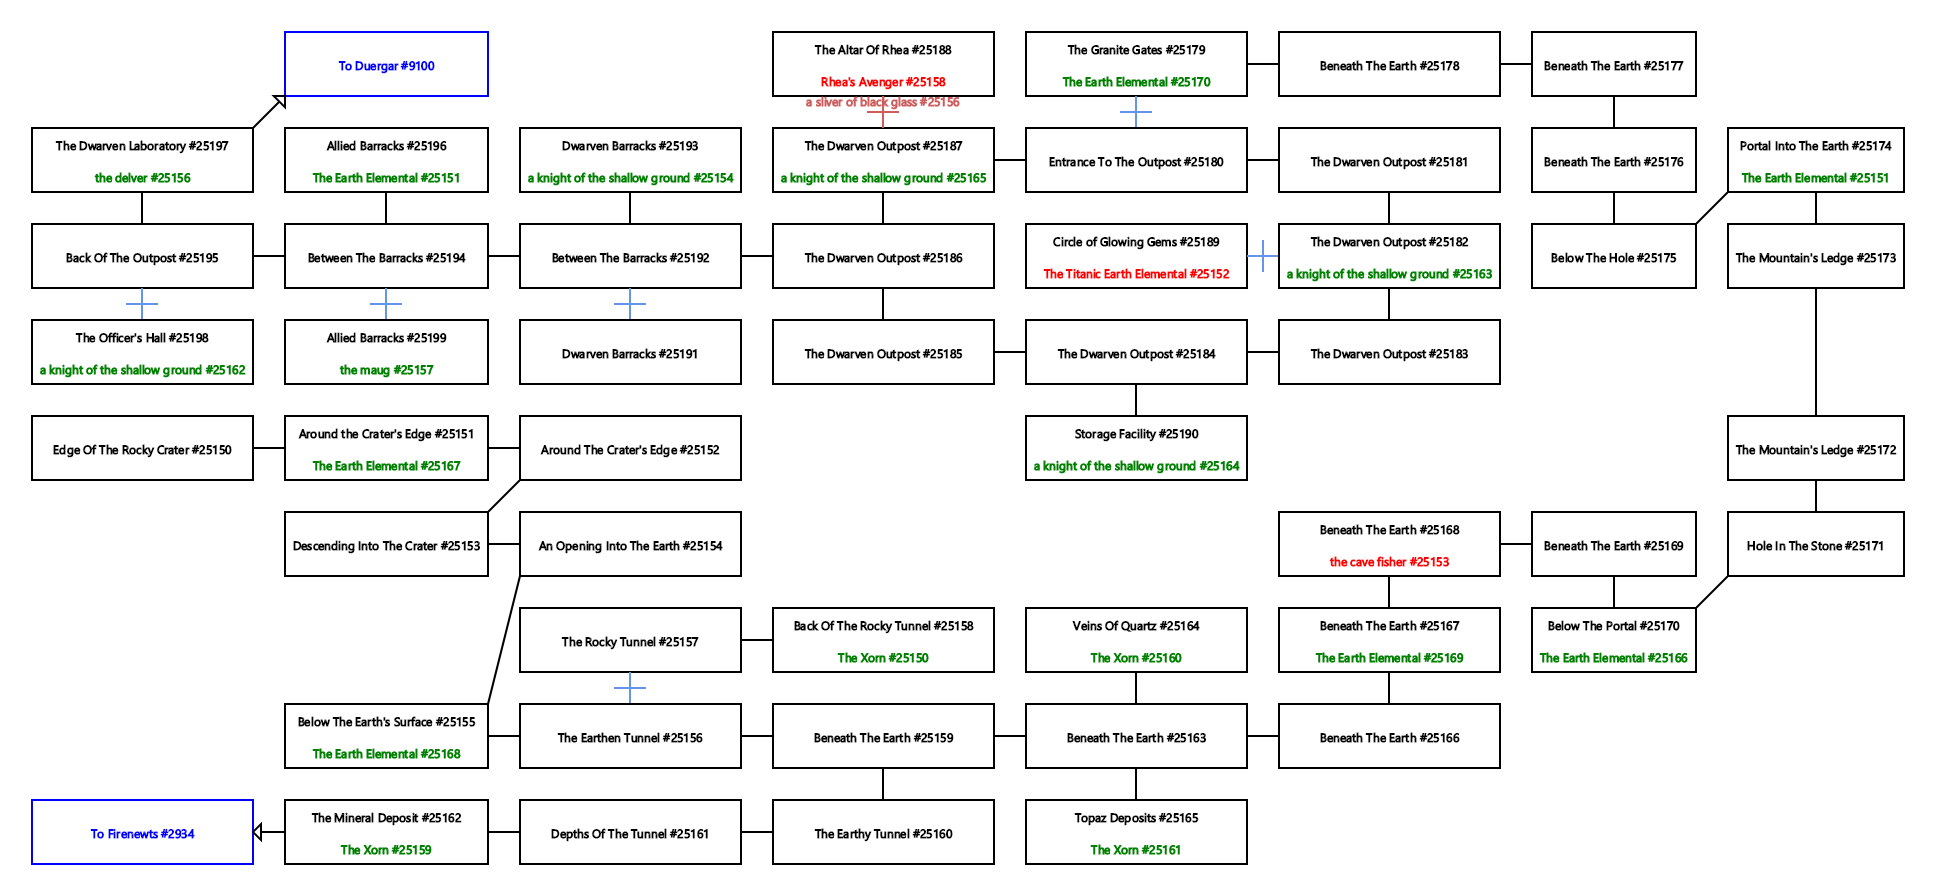 To Duergar #9100
The Altar Of Rhea #25188
Rhea's Avenger #25158
a sliver of black glass #25156
The Granite Gates #25179
The Earth Elemental #25170
Beneath The Earth #25178
Beneath The Earth #25177
The Dwarven Laboratory #25197
the delver #25156
Allied Barracks #25196
The Earth Elemental #25151
Dwarven Barracks #25193
a knight of the shallow ground #25154
The Dwarven Outpost #25187
a knight of the shallow ground #25165
Entrance To The Outpost #25180
The Dwarven Outpost #25181
Beneath The Earth #25176
Portal Into The Earth #25174
The Earth Elemental #25151
Back Of The Outpost #25195
Between The Barracks #25194
Between The Barracks #25192
The Dwarven Outpost #25186
Circle of Glowing Gems #25189
The Titanic Earth Elemental #25152
The Dwarven Outpost #25182
a knight of the shallow ground #25163
Below The Hole #25175
The Mountain's Ledge #25173
The Officer's Hall #25198
a knight of the shallow ground #25162
Allied Barracks #25199
the maug #25157
Dwarven Barracks #25191
The Dwarven Outpost #25185
The Dwarven Outpost #25184
The Dwarven Outpost #25183
Edge Of The Rocky Crater #25150
Around the Crater's Edge #25151
The Earth Elemental #25167
Around The Crater's Edge #25152
Storage Facility #25190
a knight of the shallow ground #25164
The Mountain's Ledge #25172
Descending Into The Crater #25153
An Opening Into The Earth #25154
Beneath The Earth #25168
the cave fisher #25153
Beneath The Earth #25169
Hole In The Stone #25171
The Rocky Tunnel #25157
Back Of The Rocky Tunnel #25158
The Xorn #25150
Veins Of Quartz #25164
The Xorn #25160
Beneath The Earth #25167
The Earth Elemental #25169
Below The Portal #25170
The Earth Elemental #25166
Below The Earth's Surface #25155
The Earth Elemental #25168
The Earthen Tunnel #25156
Beneath The Earth #25159
Beneath The Earth #25163
Beneath The Earth #25166
To Firenewts #2934
The Mineral Deposit #25162
The Xorn #25159
Depths Of The Tunnel #25161
The Earthy Tunnel #25160
Topaz Deposits #25165
The Xorn #25161